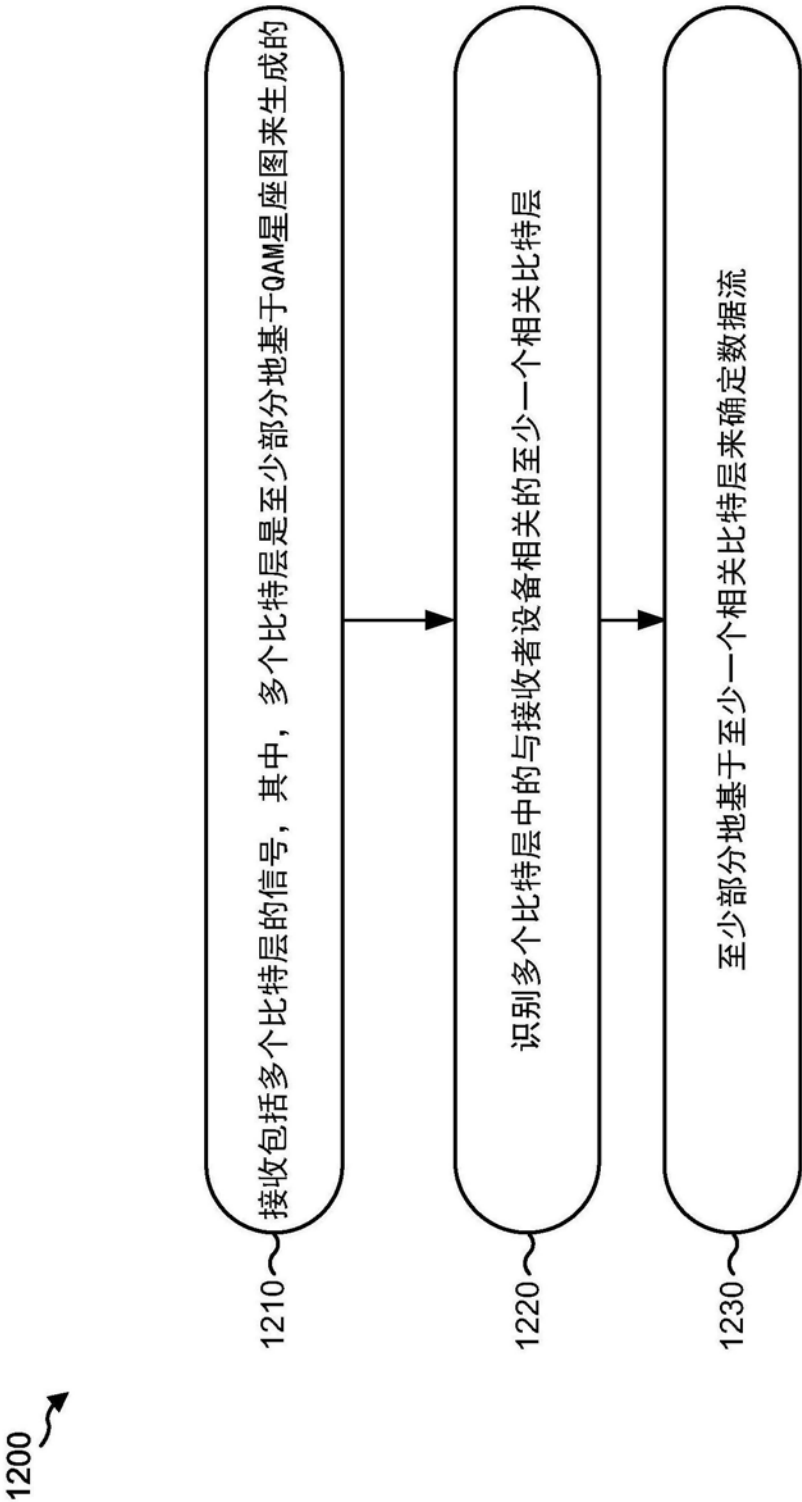 1200
1210
接收包括多个比特层的信号，其中，多个比特层是至少部分地基于QAM星座图来生成的
1220
识别多个比特层中的与接收者设备相关的至少一个相关比特层
1230
至少部分地基于至少一个相关比特层来确定数据流